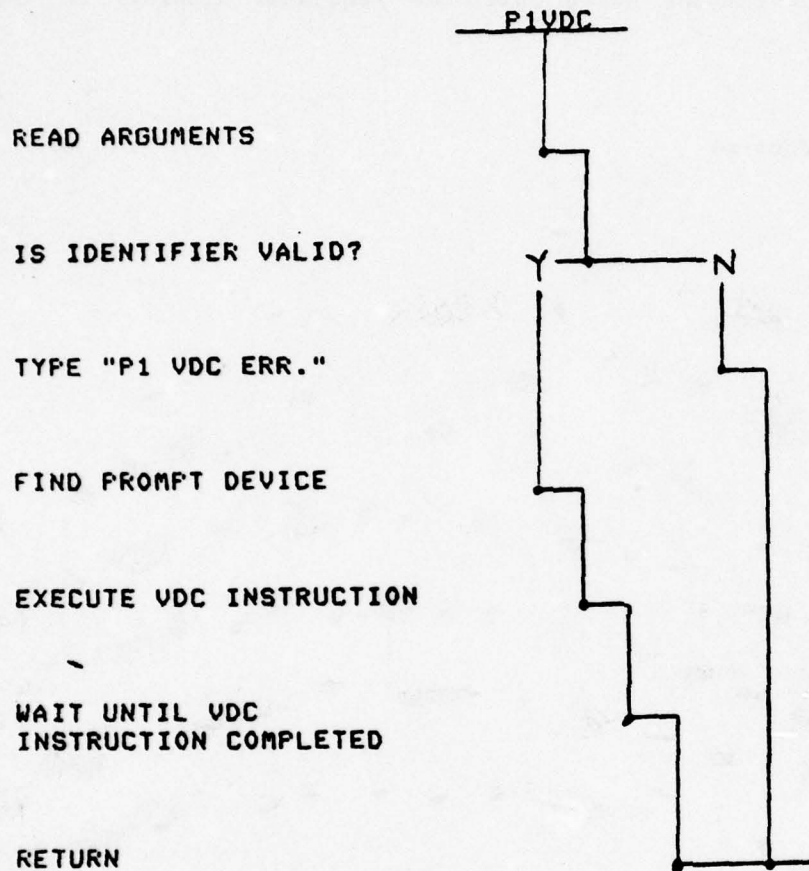 P1VDC
READ ARGUMENTS
IS IDENTIFIER VALID?
Y N
TYPE "P1 VDC ERR."
FIND PROMPT DEVICE
EXECUTE VDC INSTRUCTION
WAIT UNTIL VDC
INSTRUCTION COMPLETED
RETURN